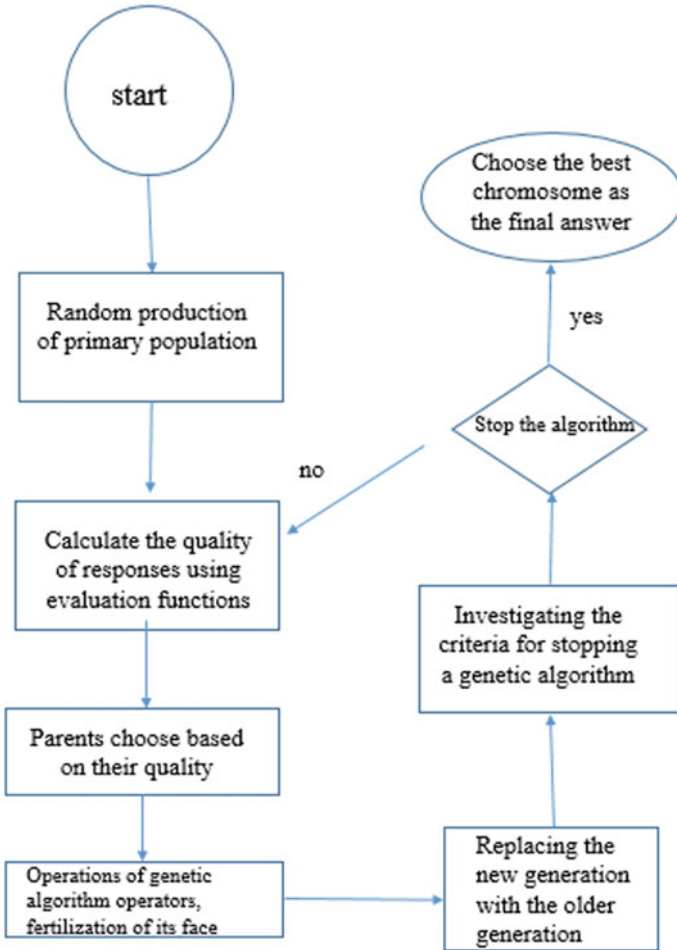 start
Random production
of primary population
Calculate the quality
of responses using
evaluation functions
Parents choose based
on their quality
Operations of genetic
algorithm operators,
fertilization of its face
Replacing the
new generation
with the older
generation
Investigating the
criteria for stopping
a genetic algorithm
Stop the algorithm
no
yes
Choose the best
chromosome as
the final answer